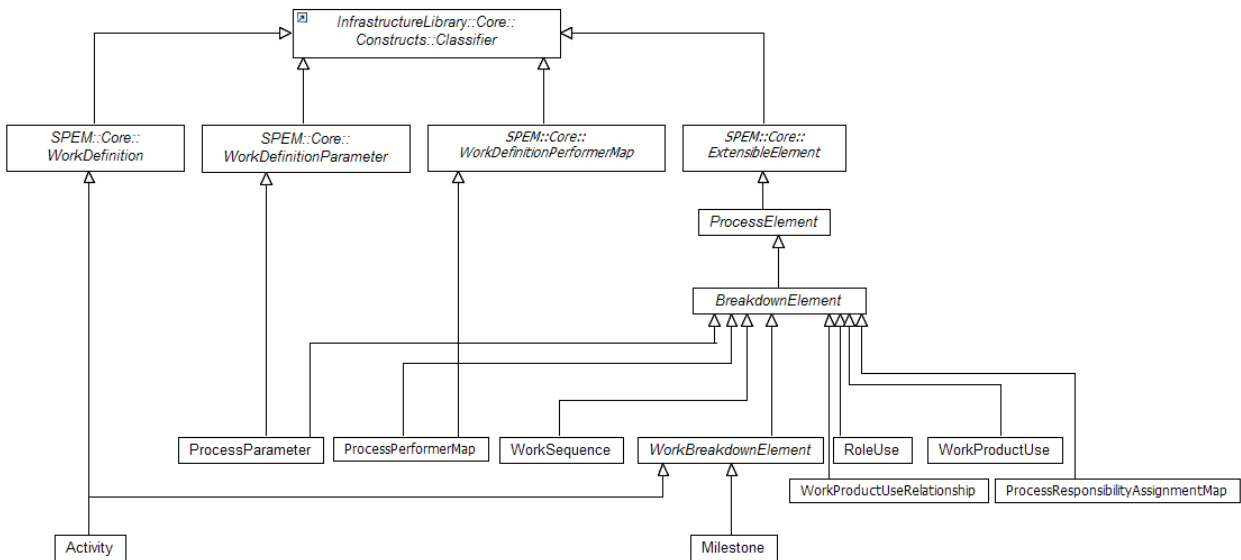 InfrastructureLibrary::Core::
Constructs::Classifier
SPEM::Core::
WorkDefinition
SPEM::Core::
WorkDefinitionParameter
SPEM::Core::
WorkDefinitionPerformerMap
SPEM::Core::
ExtensibleElement
ProcessElement
BreakdownElement
ProcessParameter
ProcessPerformerMap
WorkSequence
WorkBreakdownElement
RoleUse
WorkProductUse
WorkProductUseRelationship
ProcessResponsibilityAssignmentMap
Activity
Milestone